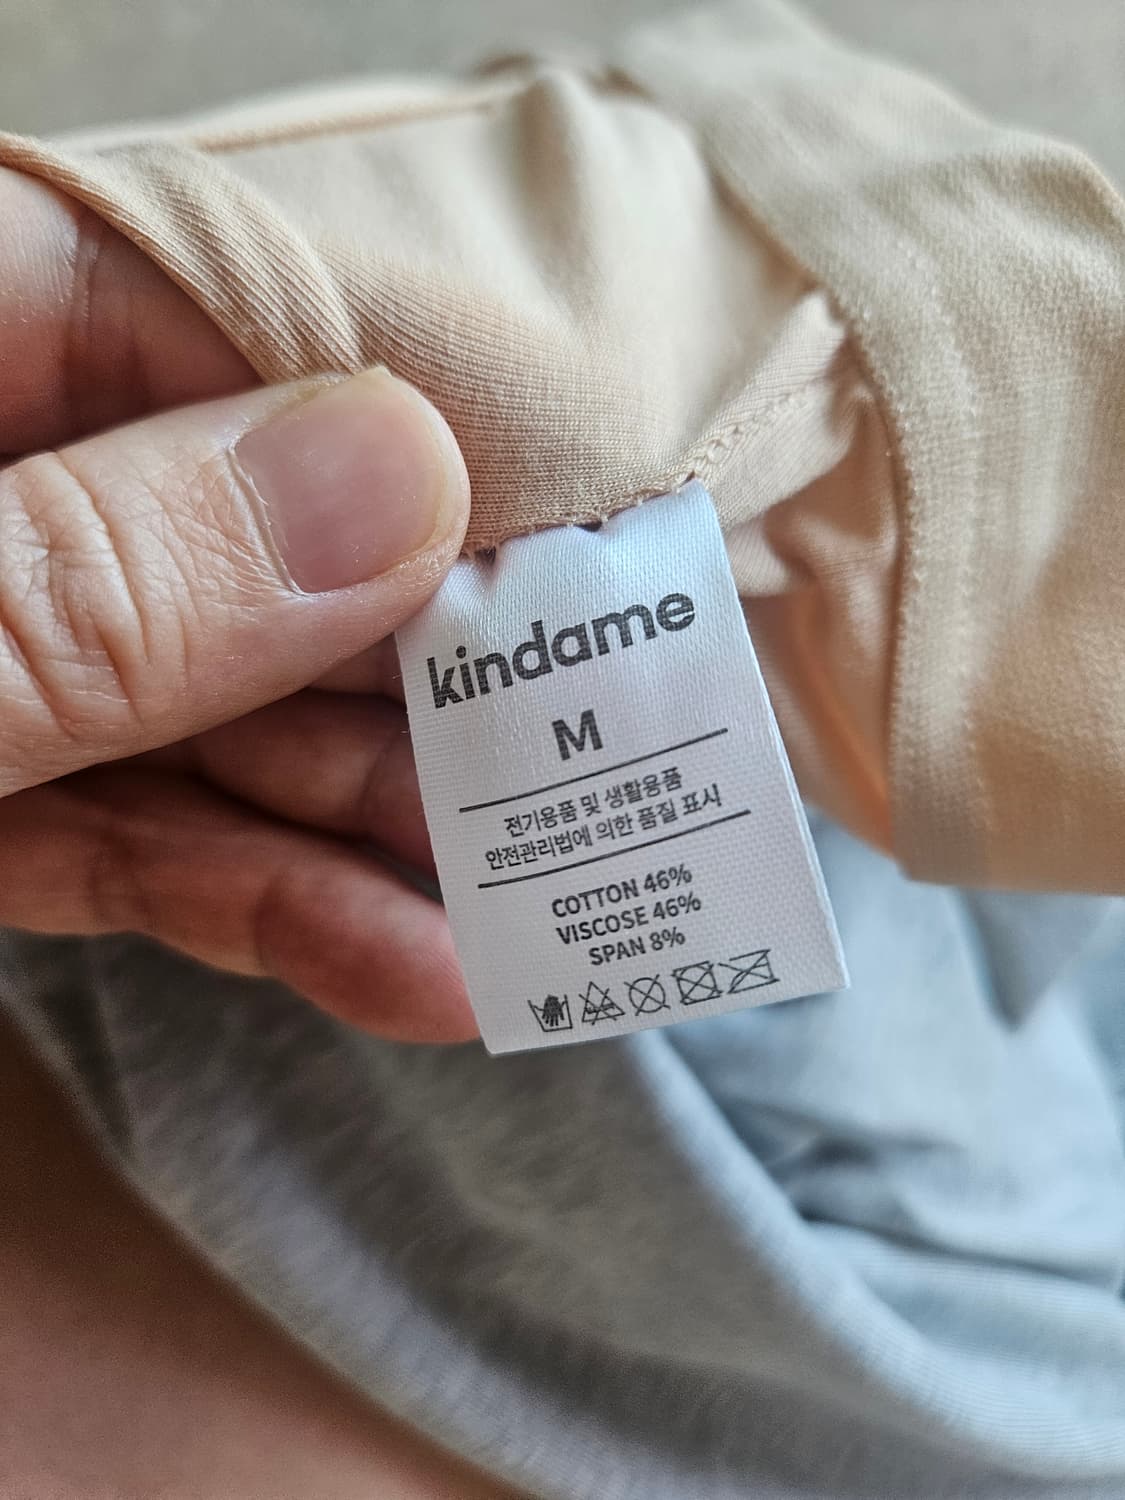 kindame
M
전기용품 및 생활용품
안전관리법에 의한 품질 표시
COTTON 46%
VISCOSE 46%
SPAN 8%